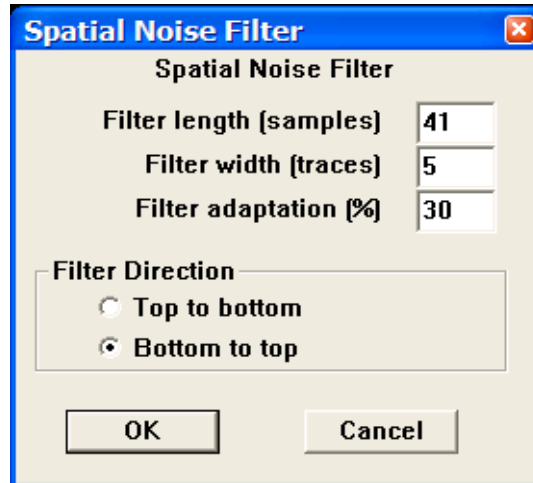 Spatial Noise Filter
Spatial Noise Filter
Filter length (samples) 41
Filter width (traces) 5
Filter adaptation (%) 30
Filter Direction
Top to bottom
Bottom to top
OK Cancel